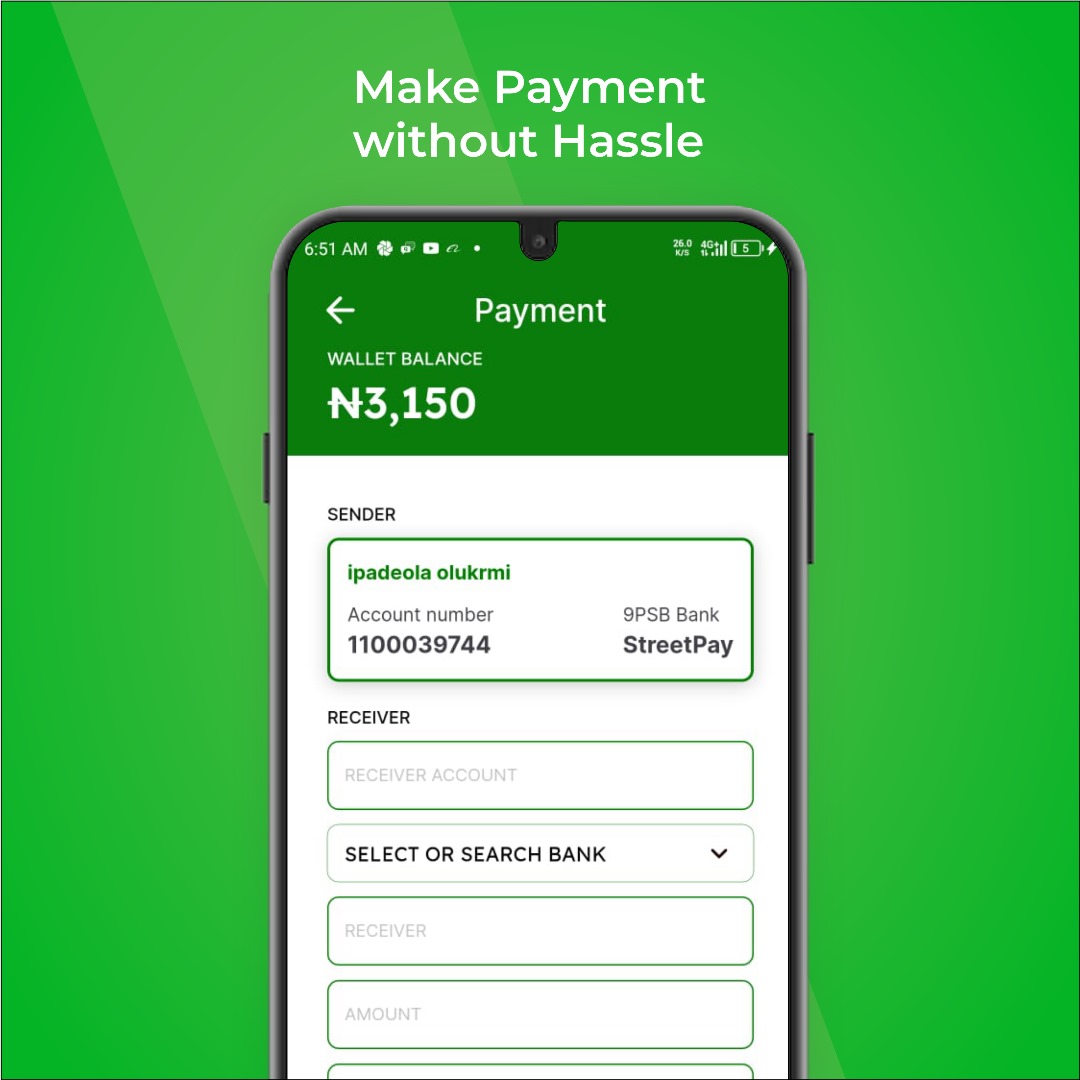 Make Payment
without Hassle
6:51 AM 26.0 K/S 4G+ 5
Payment
WALLET BALANCE
₦3,150
SENDER
ipadeola olukrmi
Account number 9PSB Bank
1100039744 StreetPay
RECEIVER
RECEIVER ACCOUNT
SELECT OR SEARCH BANK
RECEIVER
AMOUNT